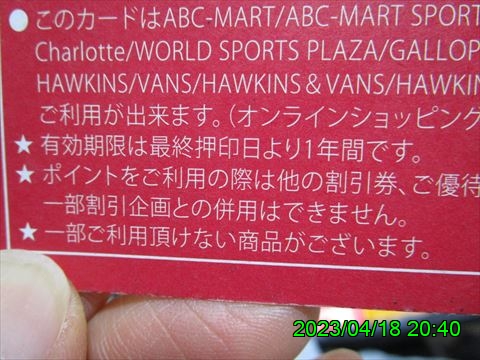 ● このカードはABC-MART/ABC-MART SPORT
Charlotte/WORLD SPORTS PLAZA/GALLOP
HAWKINS/VANS/HAWKINS＆VANS/HAWKIN
ご利用が出来ます。(オンラインショッピング
★ 有効期限は最終押印日より1年間です。
★ ポイントをご利用の際は他の割引券、ご優待
一部割引企画との併用はできません。
★ 一部ご利用頂けない商品がございます。
2023/04/18 20:40